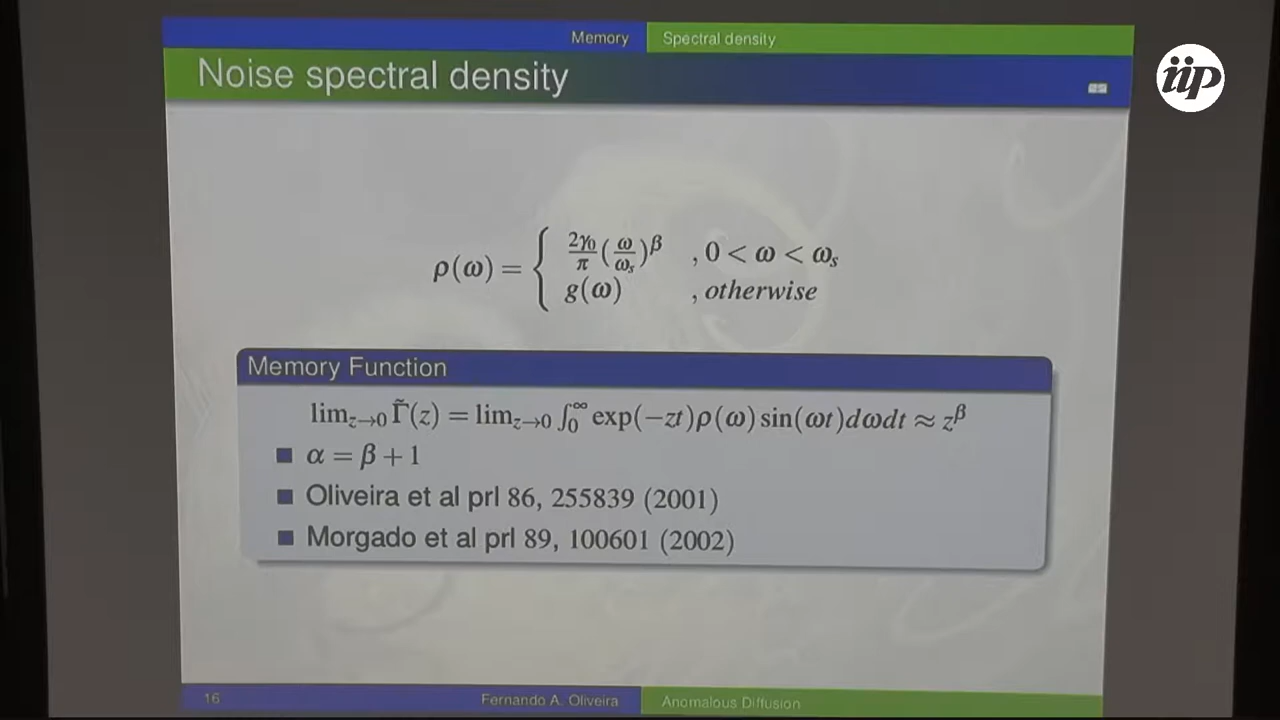 Memory Spectral density
Noise spectral density
iip
ρ(ω) = { 2γ₀/π (ω/ωₛ)^β , 0 < ω < ωₛ
g(ω) , otherwise
Memory Function
lim_{z→0} Γ̃(z) = lim_{z→0} ∫₀^∞ exp(−zt)ρ(ω) sin(ωt)dωdt ≈ z^β
α = β + 1
Oliveira et al prl 86, 255839 (2001)
Morgado et al prl 89, 100601 (2002)
16 Fernando A. Oliveira Anomalous Diffusion